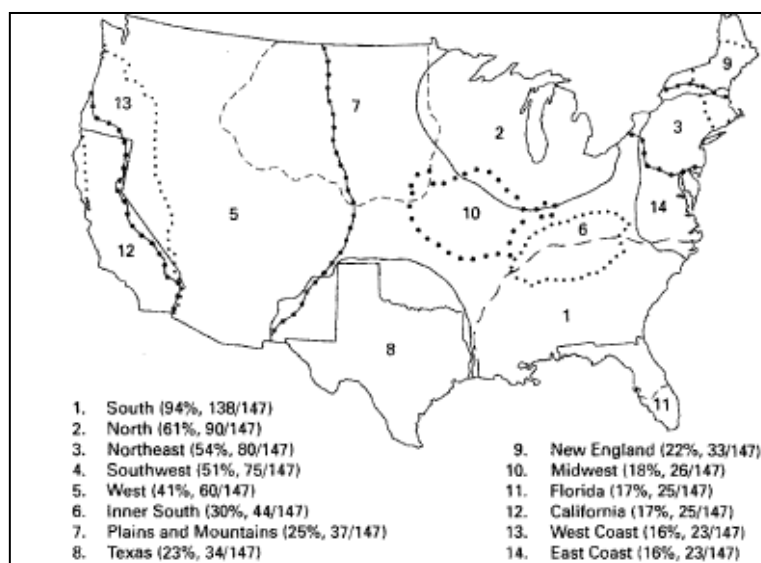 9
13
7
2
3
14
10
5
6
12
1
8
11
1. South (94%, 138/147)
2. North (61%, 90/147)
3. Northeast (54%, 80/147)
4. Southwest (51%, 75/147)
5. West (41%, 60/147)
6. Inner South (30%, 44/147)
7. Plains and Mountains (25%, 37/147)
8. Texas (23%, 34/147)
9. New England (22%, 33/147)
10. Midwest (18%, 26/147)
11. Florida (17%, 25/147)
12. California (17%, 25/147)
13. West Coast (16%, 23/147)
14. East Coast (16%, 23/147)